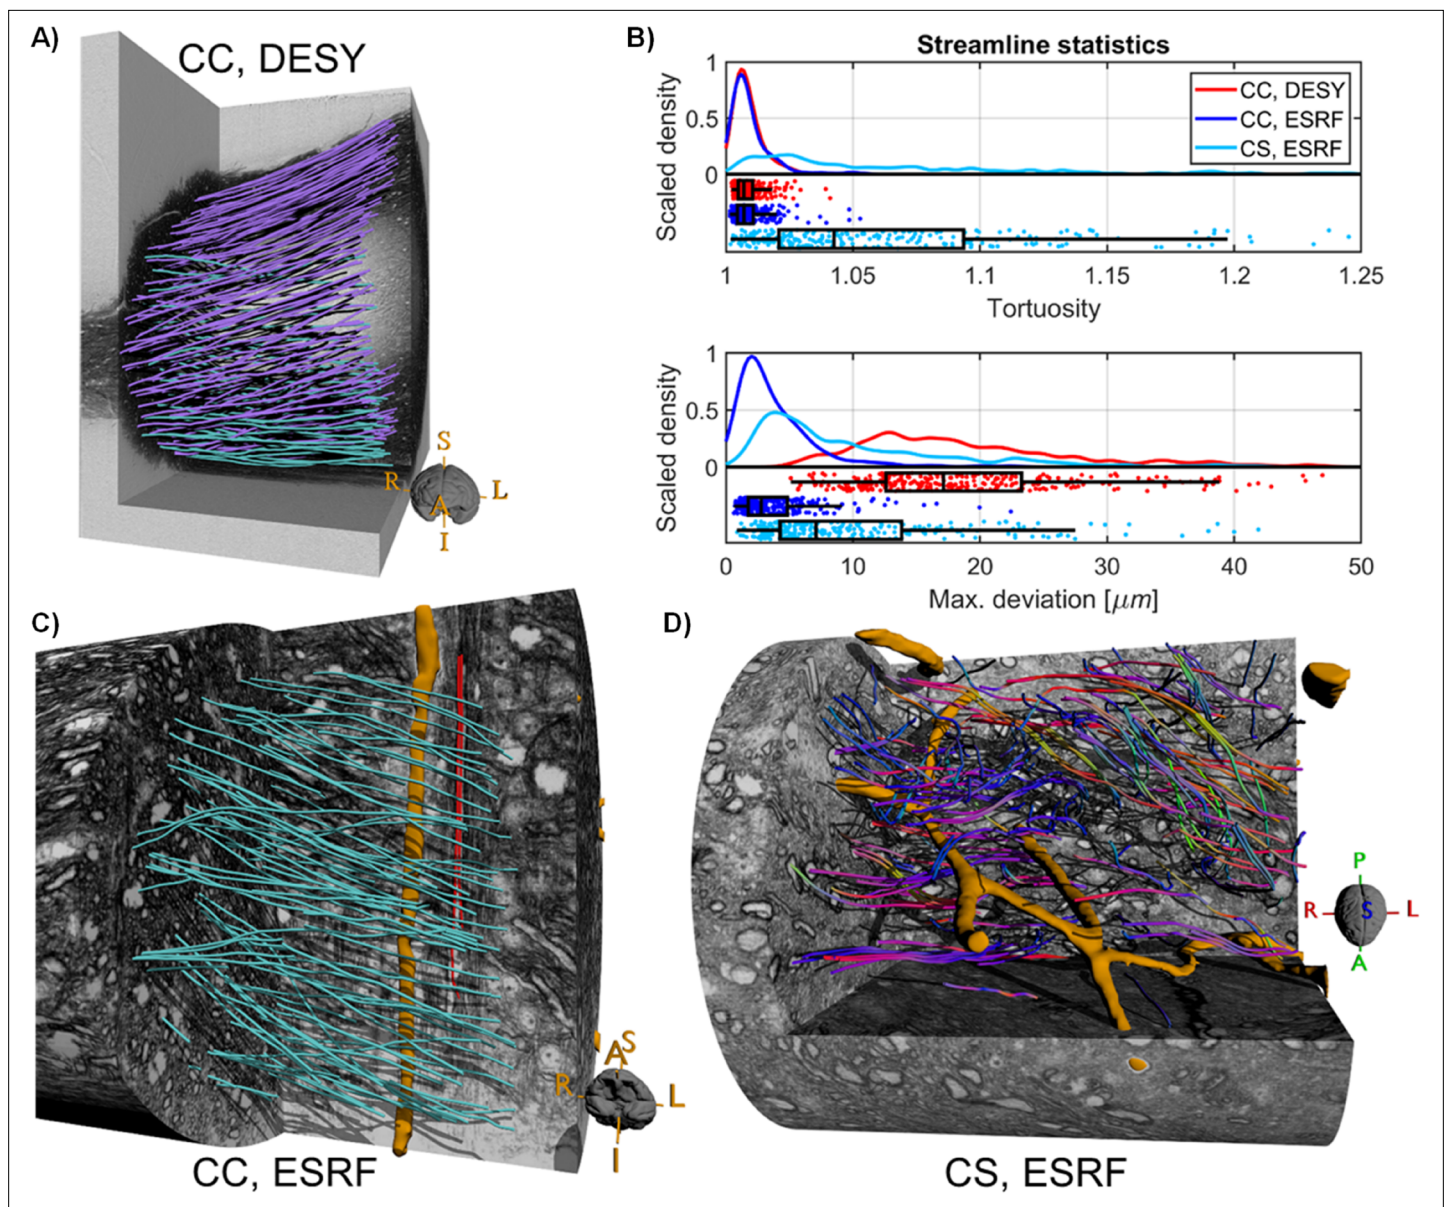 A)
CC, DESY
S
R
L
A
I
B)
Streamline statistics
Scaled density
1
0.5
0
CC, DESY
CC, ESRF
CS, ESRF
1
1.05
1.1
1.15
1.2
1.25
Tortuosity
Scaled density
1
0.5
0
0
10
20
30
40
50
Max. deviation [μm]
C)
S
A
R
L
I
CC, ESRF
D)
P
R
S
L
A
CS, ESRF